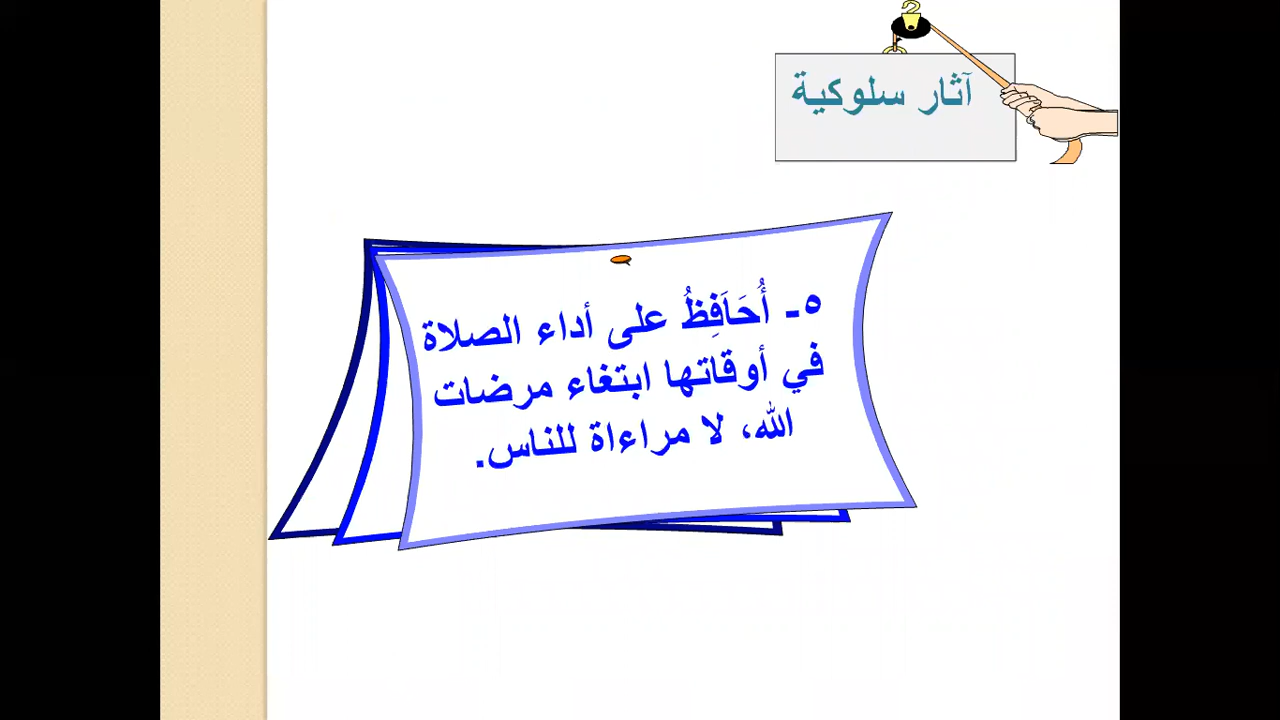 آثار سلوكية
٥- أُحَافِظُ على أداء الصلاة
في أوقاتها ابتغاء مرضات
الله، لا مراءاة للناس.